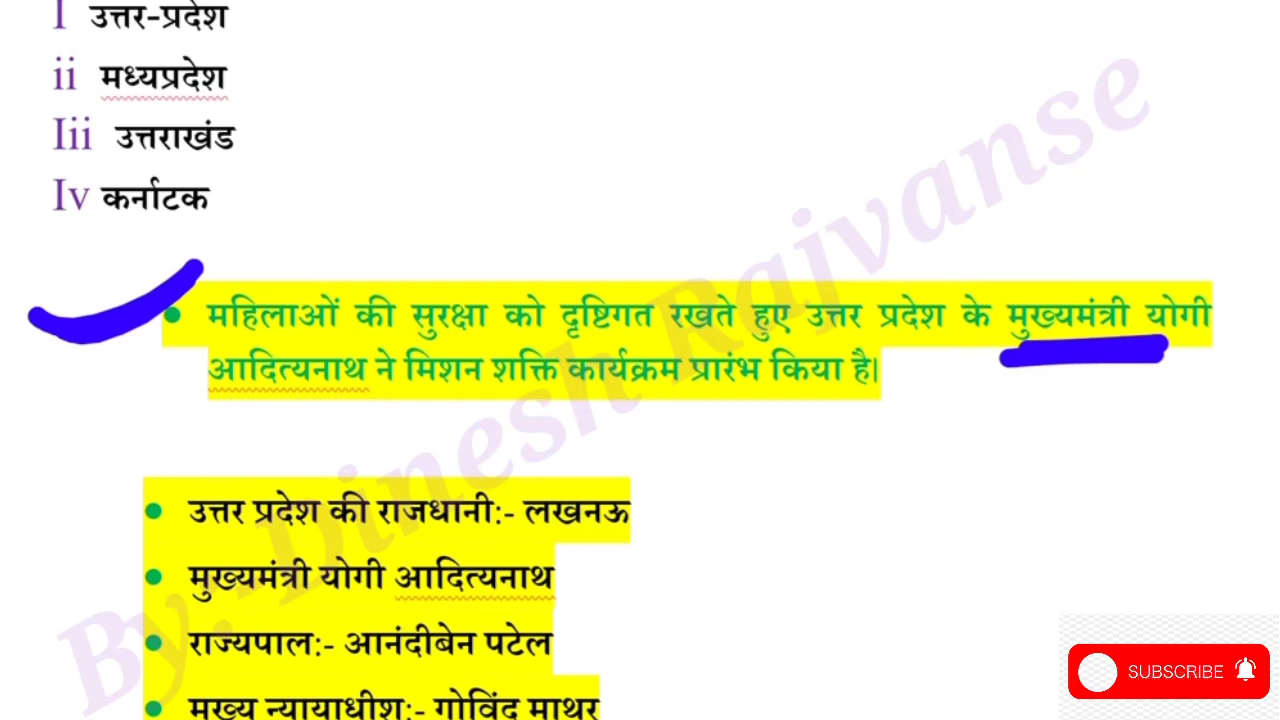 I उत्तर-प्रदेश
ii मध्यप्रदेश
Iii उत्तराखंड
Iv कर्नाटक
• महिलाओं की सुरक्षा को दृष्टिगत रखते हुए उत्तर प्रदेश के मुख्यमंत्री योगी
आदित्यनाथ ने मिशन शक्ति कार्यक्रम प्रारंभ किया है।
• उत्तर प्रदेश की राजधानी:- लखनऊ
• मुख्यमंत्री योगी आदित्यनाथ
• राज्यपाल:- आनंदीबेन पटेल
• मुख्य न्यायाधीश:- गोविंद माथुर
By. Dinesh Rajvanse
SUBSCRIBE